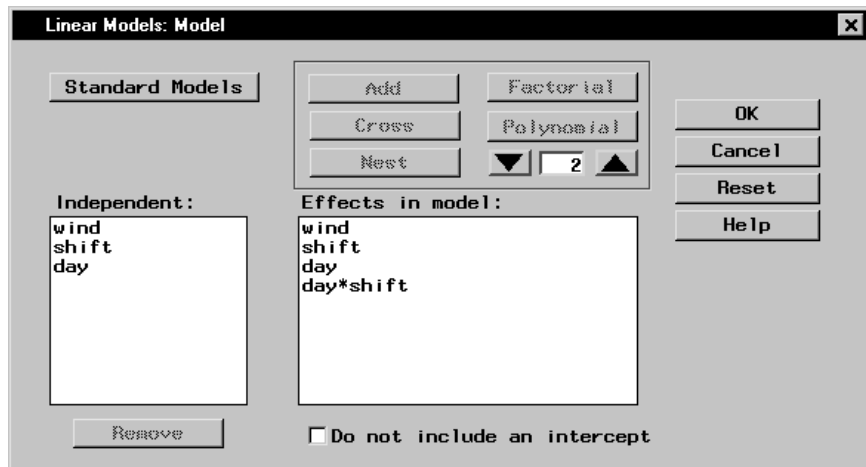 Linear Models: Model
Standard Models
Add
Factorial
Cross
Polynomial
Nest
2
OK
Cancel
Reset
Help
Independent:
wind
shift
day
Effects in model:
wind
shift
day
day*shift
Remove
Do not include an intercept